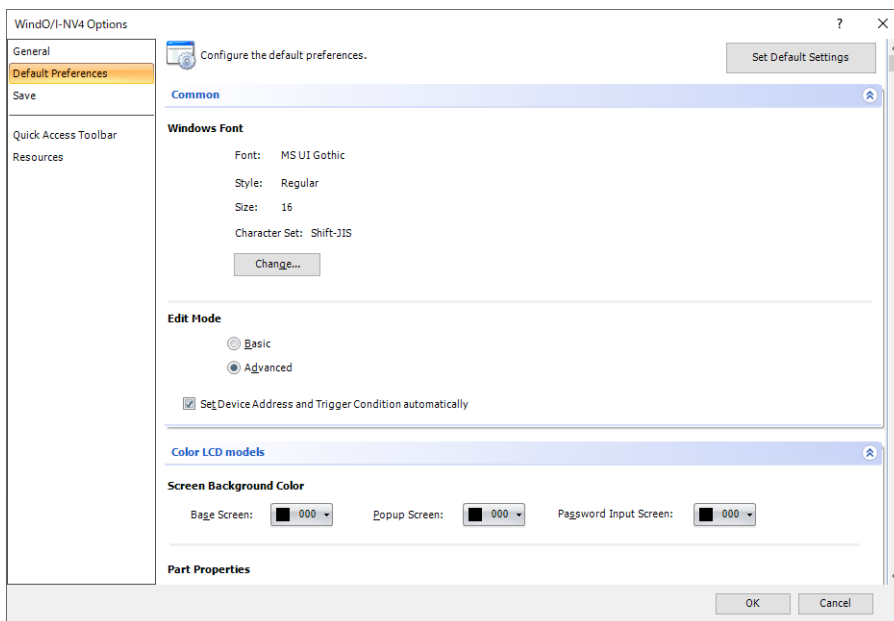 WindO/I-NV4 Options
?
General
Default Preferences
Save
Quick Access Toolbar
Resources
Configure the default preferences.
Set Default Settings
Common
Windows Font
Font: MS UI Gothic
Style: Regular
Size: 16
Character Set: Shift-JIS
Change...
Edit Mode
Basic
Advanced
Set Device Address and Trigger Condition automatically
Color LCD models
Screen Background Color
Base Screen: 000 Popup Screen: 000 Password Input Screen: 000
Part Properties
OK Cancel